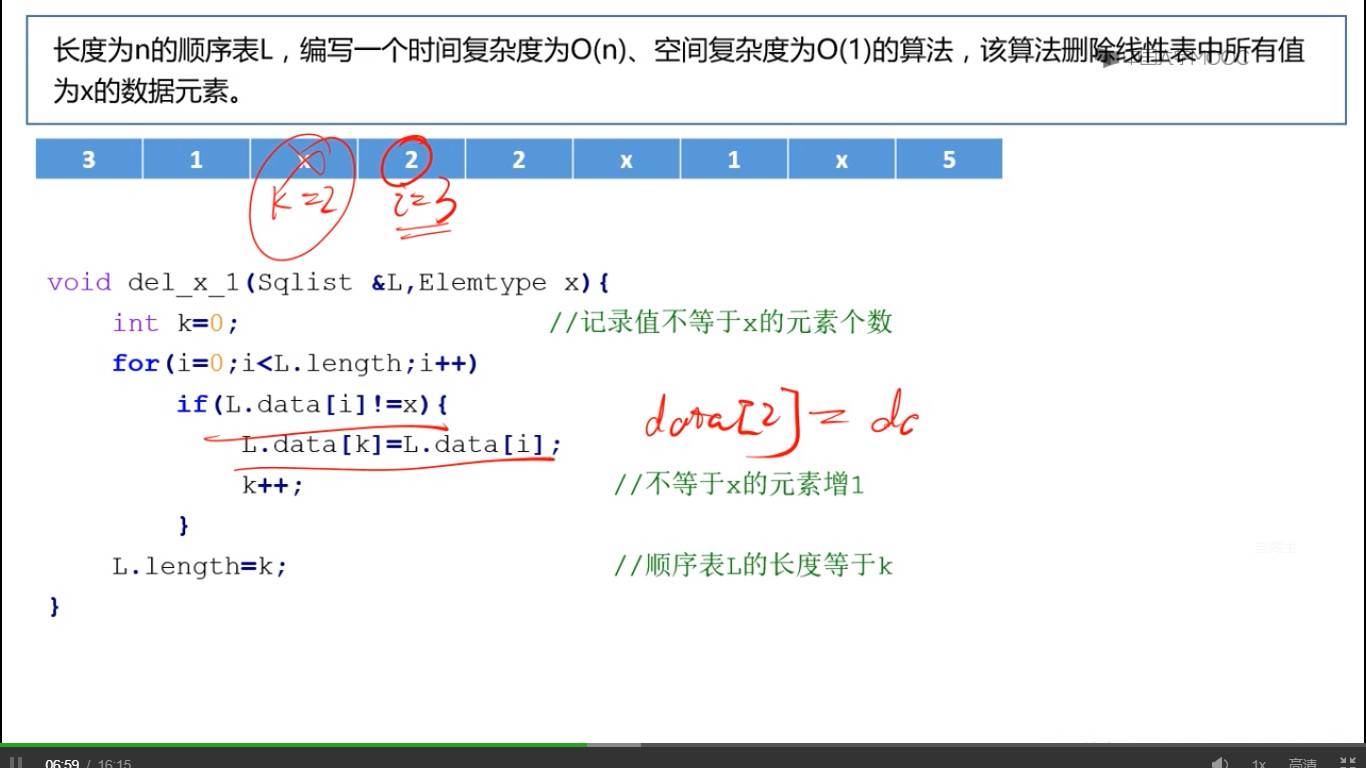 长度为n的顺序表L，编写一个时间复杂度为O(n)、空间复杂度为O(1)的算法，该算法删除线性表中所有值
为x的数据元素。
3 1 x 2 2 x 1 x 5
k=2 i=3
void del_x_1(Sqlist &L,Elemtype x){
int k=0; //记录值不等于x的元素个数
for(i=0;i<L.length;i++)
if(L.data[i]!=x){
data[2]=da
L.data[k]=L.data[i];
k++; //不等于x的元素增1
}
L.length=k; //顺序表L的长度等于k
}
06:59 / 16:15 1x 高清